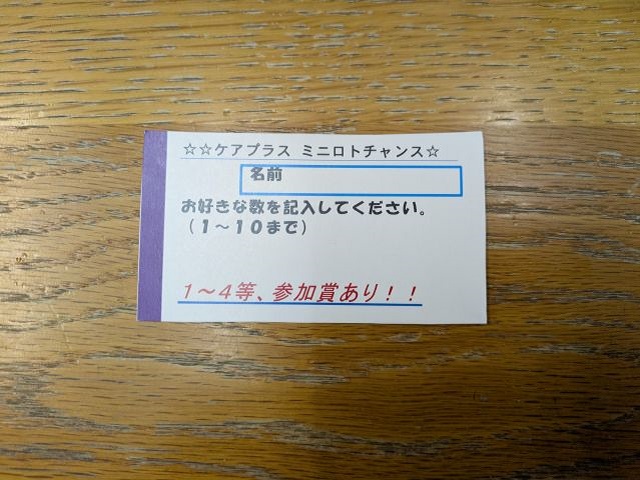 ☆☆ケアプラス ミニロトチャンス☆
名前
お好きな数を記入してください。
（１～１０まで）
１～４等、参加賞あり！！